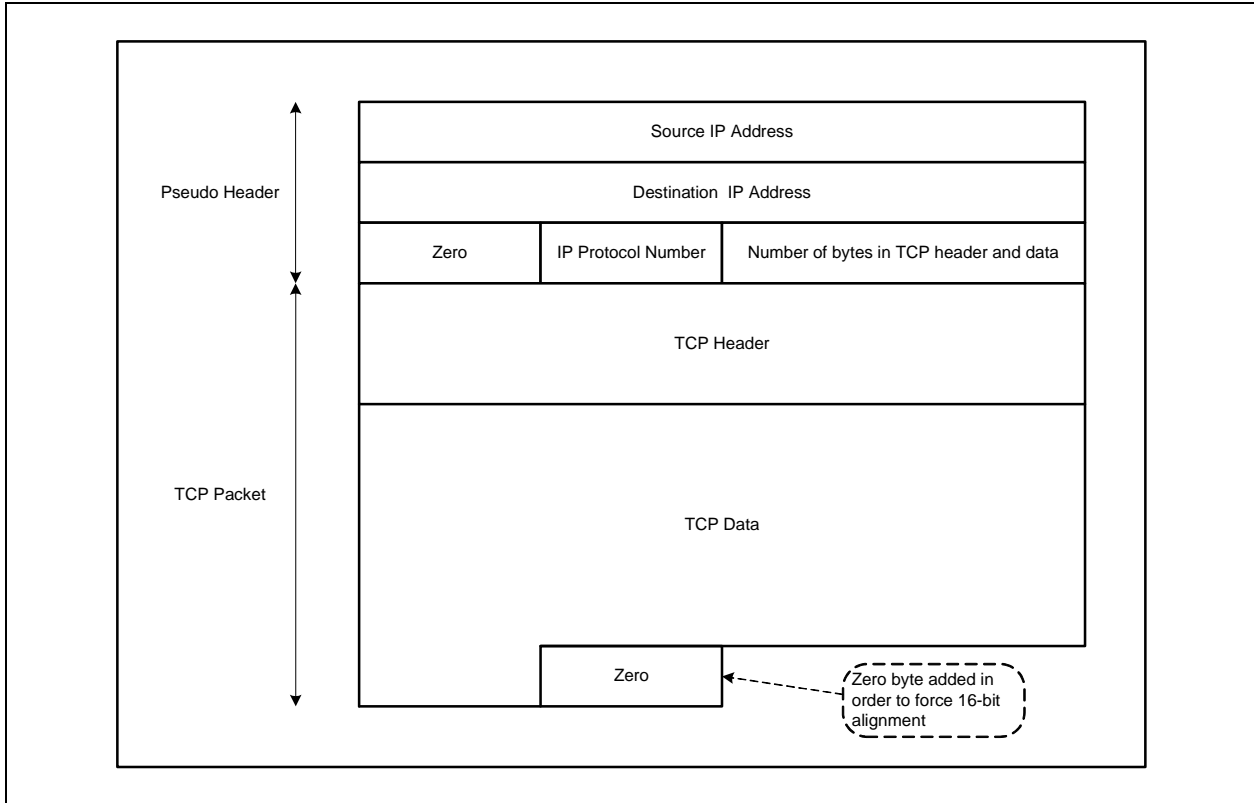 Source IP Address
Pseudo Header
Destination IP Address
Zero
IP Protocol Number
Number of bytes in TCP header and data
TCP Header
TCP Packet
TCP Data
Zero
Zero byte added in
order to force 16-bit
alignment